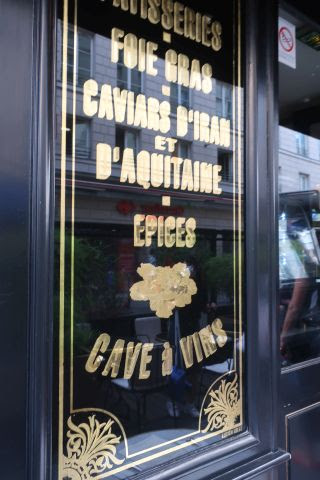 PATISSERIES
FOIE GRAS
CAVIARS D'IRAN
ET
D'AQUITAINE
EPICES
CAVE à VINS